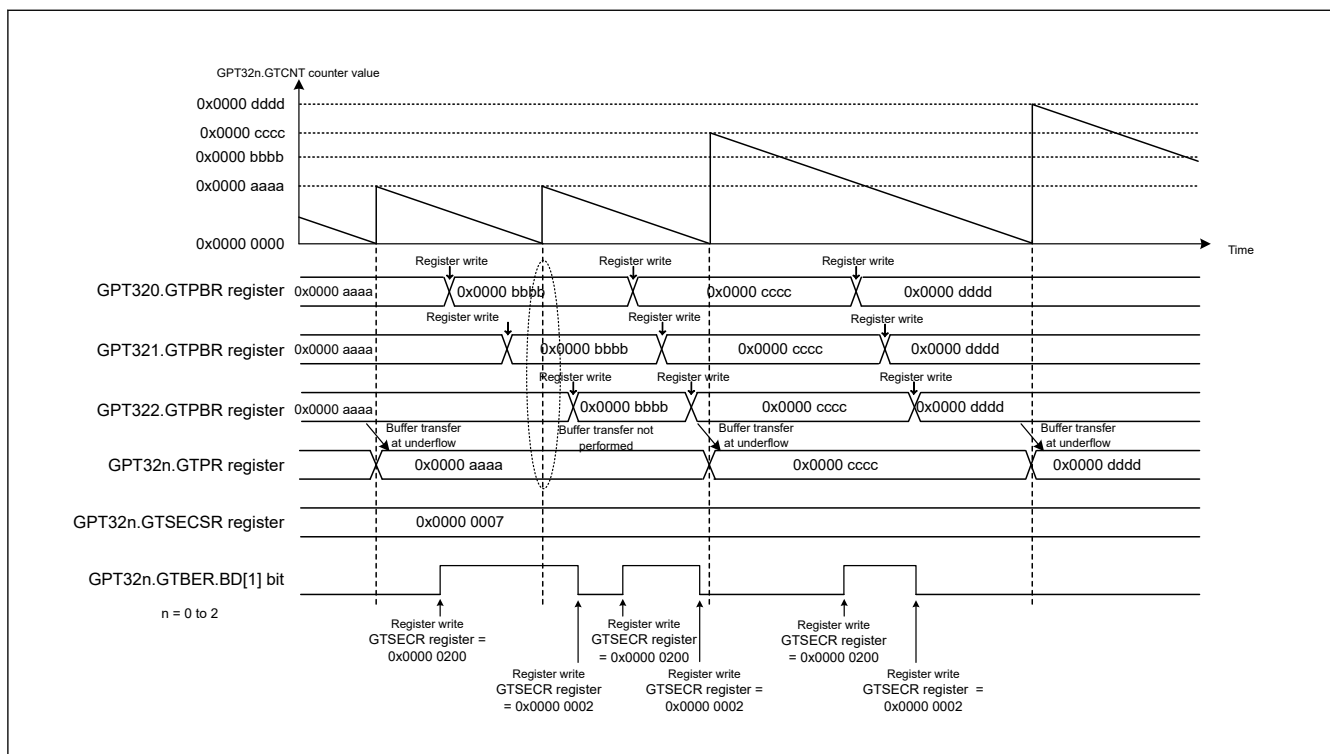 GPT32n.GTCNT counter value
0x0000 dddd
0x0000 cccc
0x0000 bbbb
0x0000 aaaa
0x0000 0000
Time
Register write Register write Register write
GPT320.GTPBR register 0x0000 aaaa 0x0000 bbbb 0x0000 cccc 0x0000 dddd
Register write Register write Register write
GPT321.GTPBR register 0x0000 aaaa 0x0000 bbbb 0x0000 cccc 0x0000 dddd
Register write Register write Register write
GPT322.GTPBR register 0x0000 aaaa 0x0000 bbbb 0x0000 cccc 0x0000 dddd
Buffer transfer Buffer transfer not Buffer transfer Buffer transfer
at underflow performed at underflow at underflow
GPT32n.GTPR register 0x0000 aaaa 0x0000 cccc 0x0000 dddd
GPT32n.GTSECSR register 0x0000 0007
GPT32n.GTBER.BD[1] bit
n = 0 to 2
Register write Register write Register write
GTSECR register = GTSECR register GTSECR register
0x0000 0200 = 0x0000 0200 = 0x0000 0200
Register write Register write Register write
GTSECR register GTSECR register = GTSECR register =
= 0x0000 0002 0x0000 0002 0x0000 0002